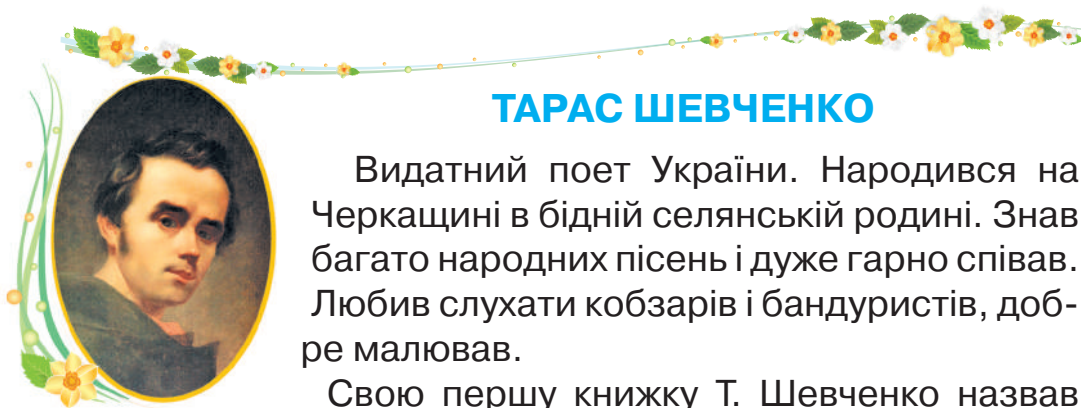 ТАРАС ШЕВЧЕНКО
Видатний поет України. Народився на
Черкащині в бідній селянській родині. Знав
багато народних пісень і дуже гарно співав.
Любив слухати кобзарів і бандуристів, доб-
ре малював.
Свою першу книжку Т. Шевченко назвав